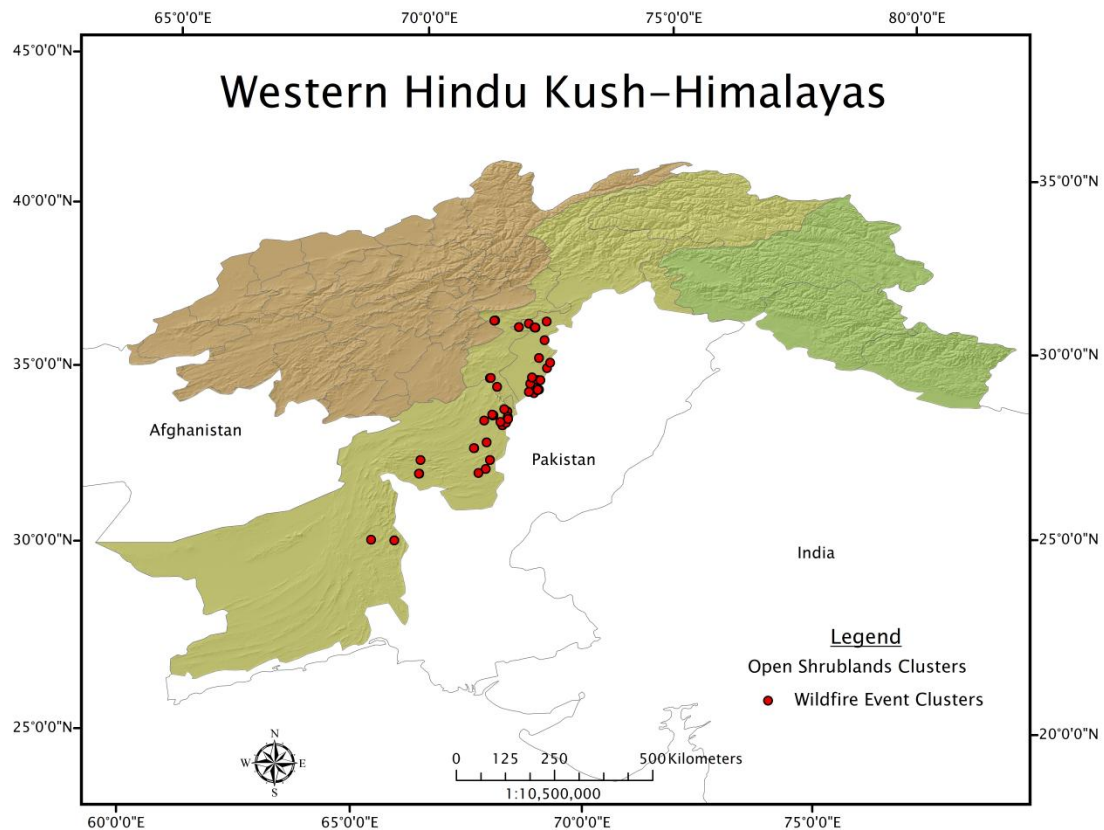 65°0'0"E 70°0'0"E 75°0'0"E 80°0'0"E
45°0'0"N
Western Hindu Kush-Himalayas
40°0'0"N
35°0'0"N
35°0'0"N
30°0'0"N
Afghanistan
Pakistan
30°0'0"N
25°0'0"N
India
Legend
Open Shrublands Clusters
Wildfire Event Clusters
25°0'0"N
20°0'0"N
N
W E
S
0 125 250 500 Kilometers
1:10,500,000
60°0'0"E 65°0'0"E 70°0'0"E 75°0'0"E